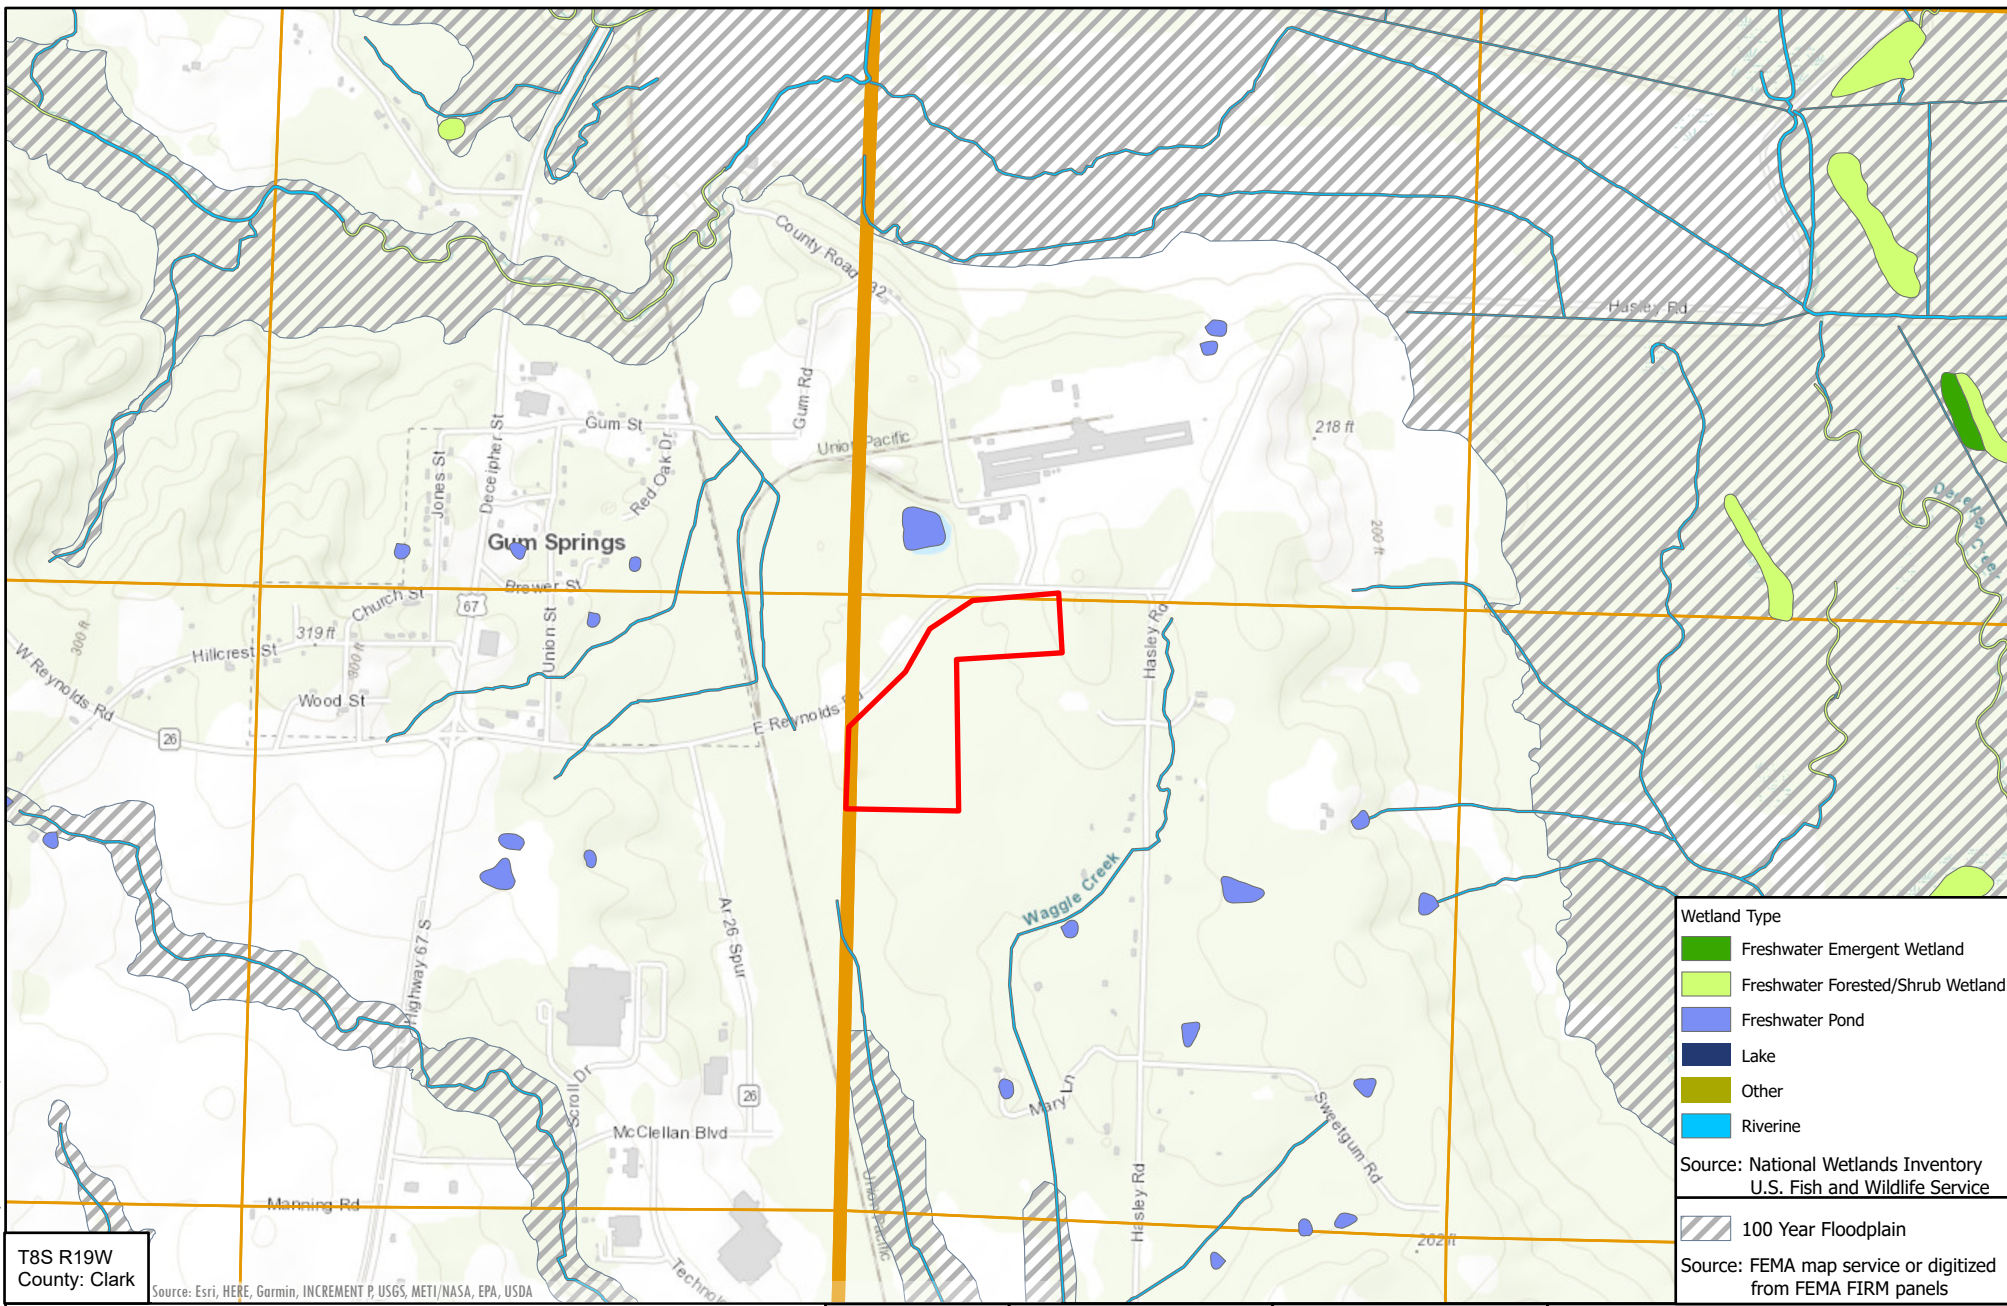 County Road
32
Hasley Rd
Gum Rd
Gum St
Union Pacific
218 ft
Deceipher St
Jones St
Red Oak Dr
200 ft
Gum Springs
Brewer St
Church St
67
Union St
319 ft
300 ft
300 ft
Hillcrest St
W Reynolds Rd
Wood St
26
E Reynolds Rd
Hasley Rd
Waggle Creek
Ar 26 Spur
Highway 67 S
Scroll Dr
26
McClellan Blvd
Mary Ln
Sweetgum Rd
Hasley Rd
Union Pacific
Manning Rd
202 ft
Technolo
Wetland Type
Freshwater Emergent Wetland
Freshwater Forested/Shrub Wetland
Freshwater Pond
Lake
Other
Riverine
Source: National Wetlands Inventory
U.S. Fish and Wildlife Service
100 Year Floodplain
Source: FEMA map service or digitized
from FEMA FIRM panels
T8S R19W
County: Clark
Source: Esri, HERE, Garmin, INCREMENT P, USGS, METI/NASA, EPA, USDA